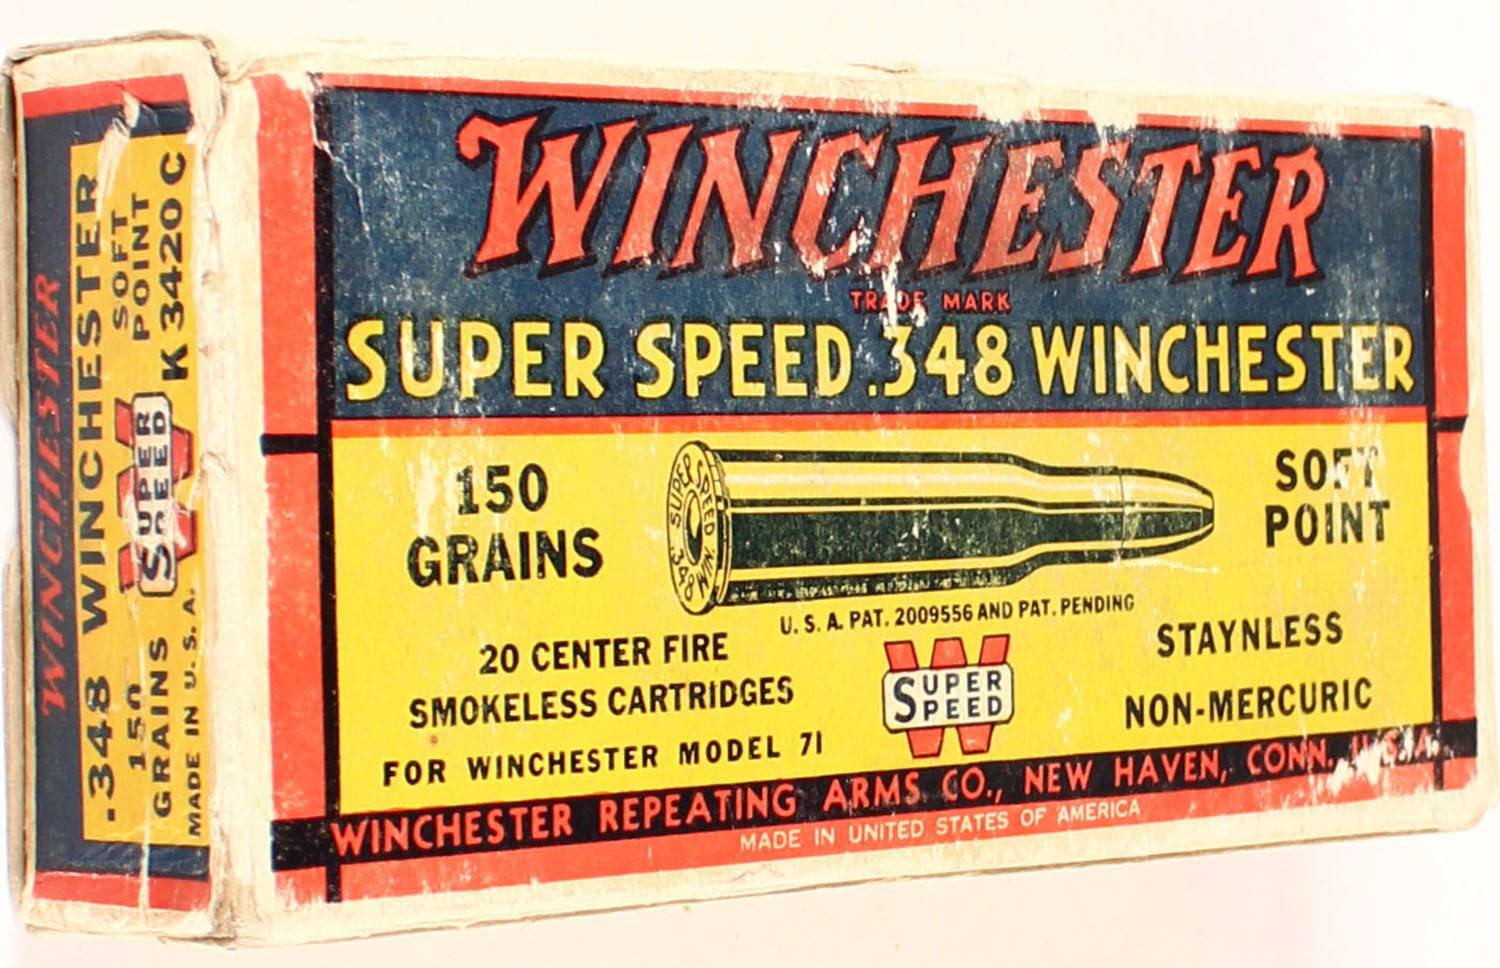 WINCHESTER
TRADE MARK
SUPER SPEED .348 WINCHESTER
150
GRAINS
SUPER SPEED
.348 WIN.
SOFT
POINT
U. S. A. PAT. 2009556 AND PAT. PENDING
20 CENTER FIRE
SMOKELESS CARTRIDGES
FOR WINCHESTER MODEL 71
W
SUPER
SPEED
STAYNLESS
NON-MERCURIC
WINCHESTER REPEATING ARMS CO., NEW HAVEN, CONN. U.S.A.
MADE IN UNITED STATES OF AMERICA
WINCHESTER
.348 WINCHESTER
150
GRAINS
W
SUPER
SPEED
SOFT
POINT
K 3420 C
MADE IN U. S. A.